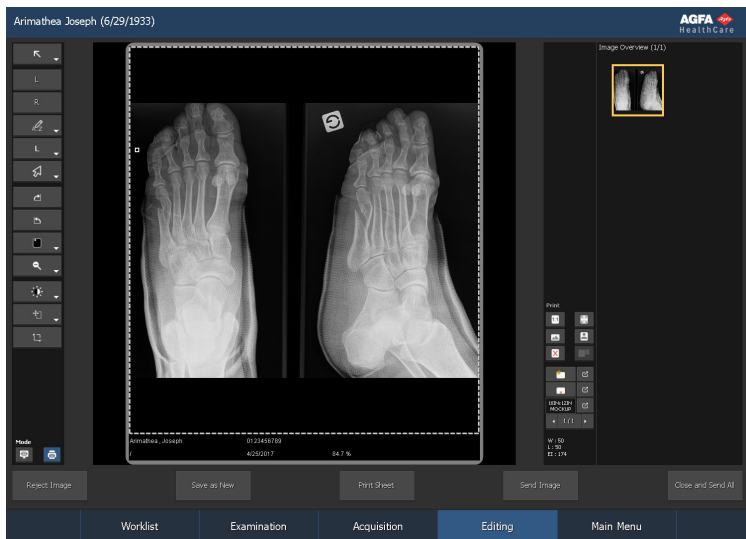 Arimathea Joseph (6/29/1933)
AGFA
HealthCare
Image Overview (1/1)
L
R
L
Print
1:1
1/1
W : 50
L : 50
EI : 174
Mode
Arimathea , Joseph 0123456789
/ 4/25/2017 84.7 %
Reject Image
Save as New
Print Sheet
Send Image
Close and Send All
Worklist
Examination
Acquisition
Editing
Main Menu